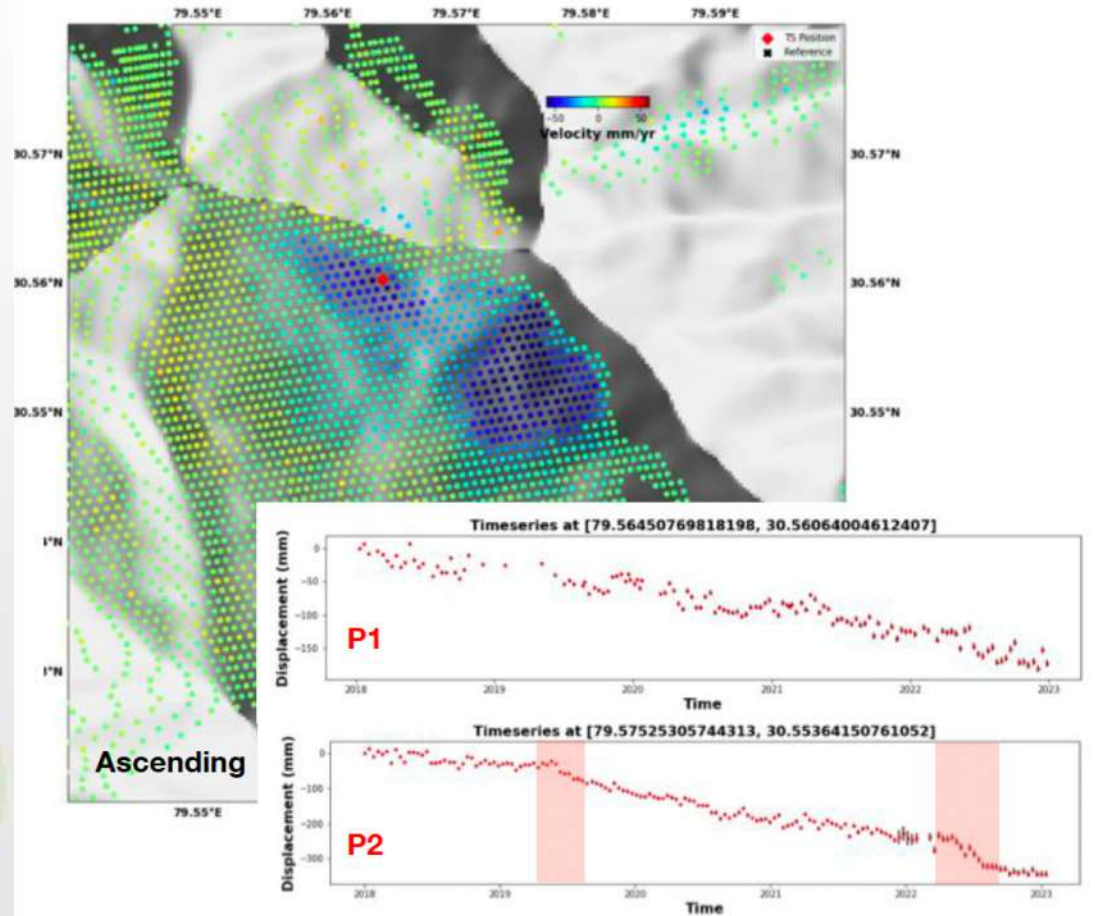 79.55°E 79.56°E 79.57°E 79.58°E 79.59°E
TS Position
Reference
-50 0 50
Velocity mm/yr
30.57°N 30.57°N
30.56°N 30.56°N
30.55°N 30.55°N
Ascending
79.55°E
Timeseries at [79.56450769818198, 30.56064004612407]
Displacement (mm)
0
-50
-100
-150
P1
2018 2019 2020 2021 2022 2023
Time
Timeseries at [79.57525305744313, 30.55364150761052]
Displacement (mm)
0
-100
-200
-300
P2
2018 2019 2020 2021 2022 2023
Time